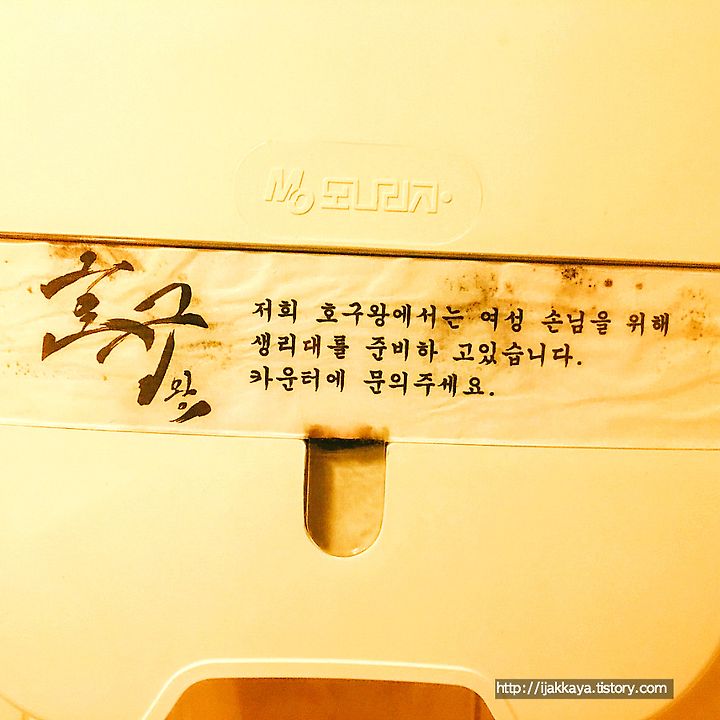 MO 모나리자
호구
왕
저희 호구왕에서는 여성 손님을 위해
생리대를 준비하 고있습니다.
카운터에 문의주세요.
http://ijakkaya.tistory.com